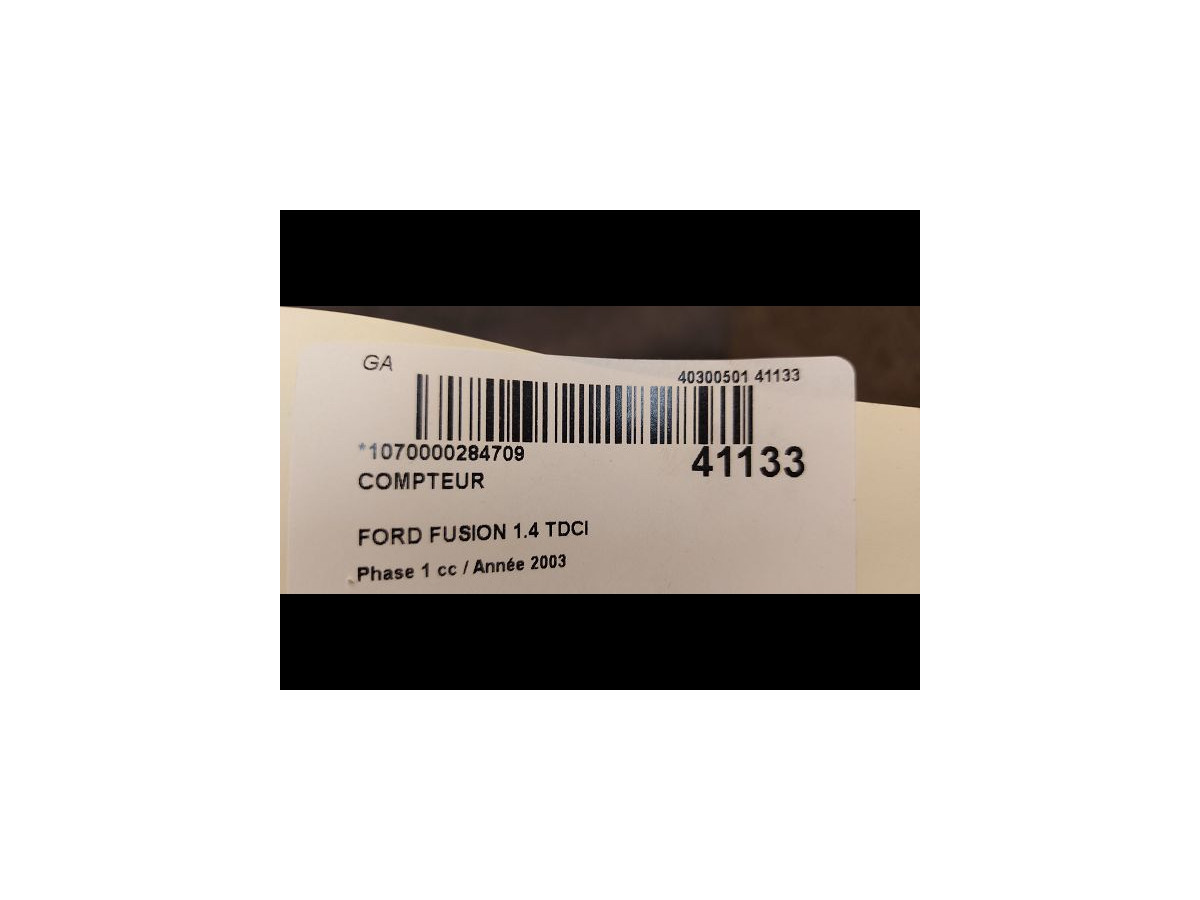 GA
40300501 41133
*1070000284709
41133
COMPTEUR
FORD FUSION 1.4 TDCI
Phase 1 cc / Année 2003